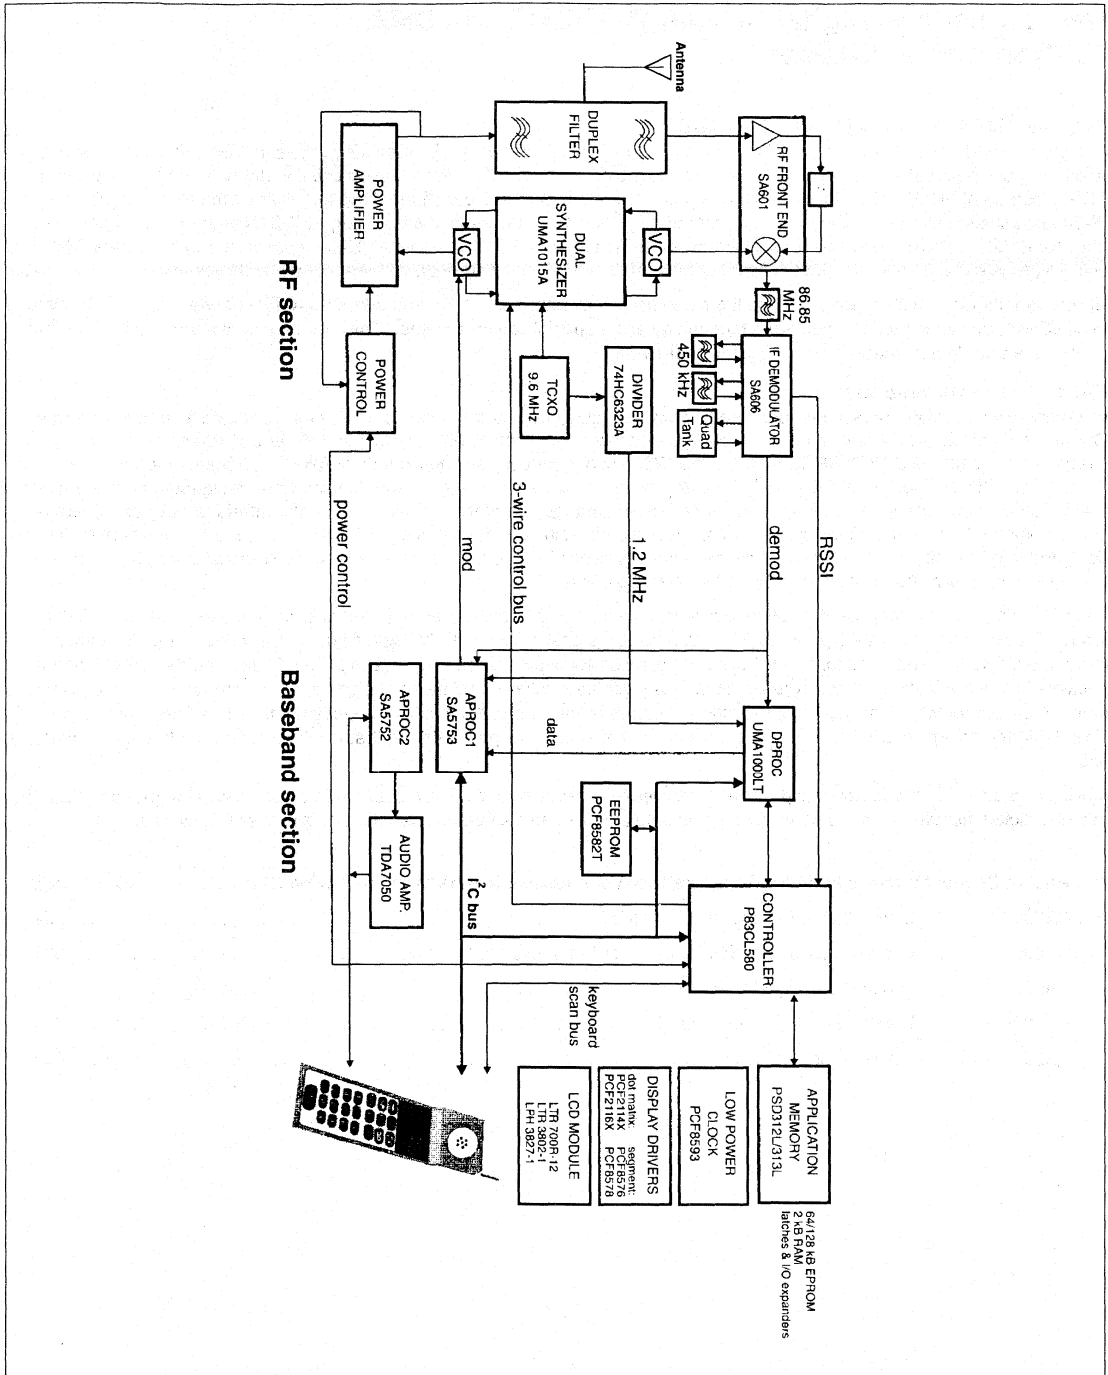 Antenna
DUPLEX
FILTER
RF FRONT END
SA601
86.85
MHz
IF DEMODULATOR
SA606
450 kHz
Quad
Tank
VCO
DUAL
SYNTHESIZER
UMA1015A
VCO
POWER
AMPLIFIER
POWER
CONTROL
TCXO
9.6 MHz
DIVIDER
74HC6323A
RF section
RSSI
demod
1.2 MHz
3-wire control bus
mod
power control
DPROC
UMA1000LT
data
APROC1
SA5753
APROC2
SA5752
AUDIO AMP.
TDA7050
EEPROM
PCF8582T
I²C bus
Baseband section
CONTROLLER
P83CL580
keyboard
scan bus
APPLICATION
MEMORY
PSD312L/313L
64/128 kB EPROM
2 kB RAM
latches & I/O expanders
LOW POWER
CLOCK
PCF8593
DISPLAY DRIVERS
dot matrix: segment:
PCF2114X PCF8576
PCF2116X PCF8578
LCD MODULE
LTR 700R-12
LTR 3802-1
LPH 3827-1